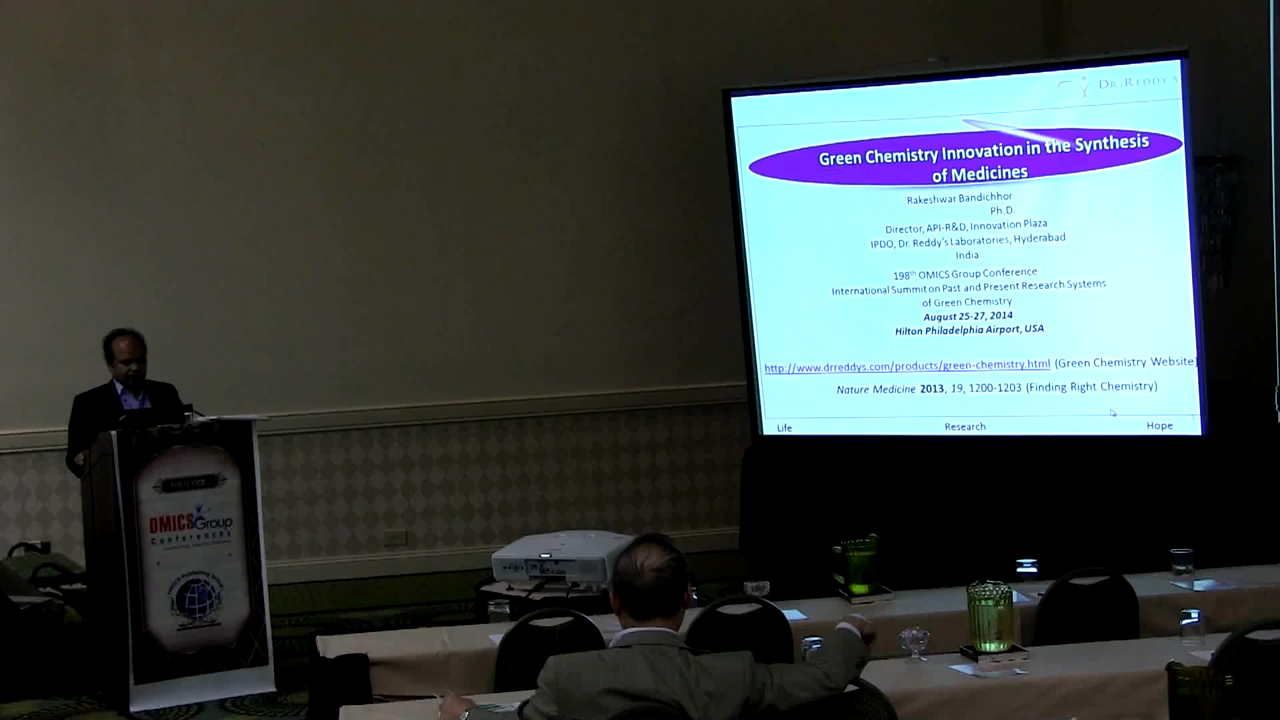 DR. REDDY'S
Green Chemistry Innovation in the Synthesis
of Medicines
Rakeshwar Bandichhor
Ph.D.
Director, API-R&D, Innovation Plaza
IPDO, Dr. Reddy's Laboratories, Hyderabad
India
198th OMICS Group Conference
International Summit on Past and Present Research Systems
of Green Chemistry
August 25-27, 2014
Hilton Philadelphia Airport, USA
http://www.drreddys.com/products/green-chemistry.html (Green Chemistry Website)
Nature Medicine 2013, 19, 1200-1203 (Finding Right Chemistry)
Life Research Hope
OMICS Group
Conferences